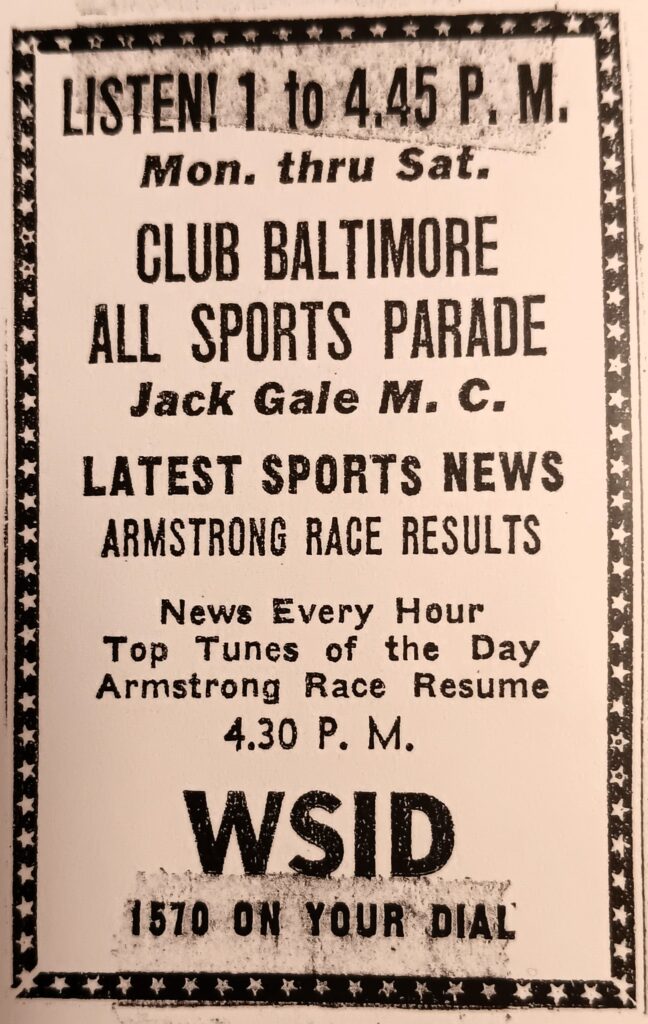 LISTEN! 1 to 4.45 P. M.
Mon. thru Sat.
CLUB BALTIMORE
ALL SPORTS PARADE
Jack Gale M. C.
LATEST SPORTS NEWS
ARMSTRONG RACE RESULTS
News Every Hour
Top Tunes of the Day
Armstrong Race Resume
4.30 P. M.
WSID
1570 ON YOUR DIAL